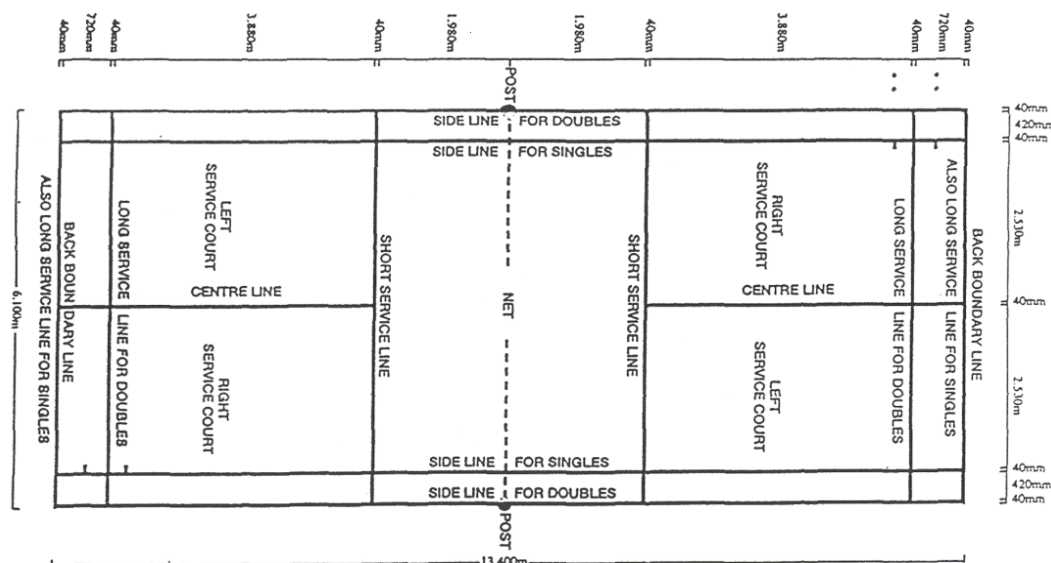 40mm
720mm
40mm
3.880m
40mm
1.980m
1.980m
40mm
3.880m
40mm
720mm
40mm
POST
SIDE LINE FOR DOUBLES
SIDE LINE FOR SINGLES
40mm
420mm
40mm
LEFT
SERVICE COURT
RIGHT
SERVICE COURT
2.530m
ALSO LONG SERVICE LINE FOR SINGLES
BACK BOUNDARY LINE
LONG SERVICE LINE FOR DOUBLES
SHORT SERVICE LINE
NET
SHORT SERVICE LINE
LONG SERVICE LINE FOR DOUBLES
ALSO LONG SERVICE LINE FOR SINGLES
BACK BOUNDARY LINE
CENTRE LINE
CENTRE LINE
40mm
6.100m
RIGHT
SERVICE COURT
LEFT
SERVICE COURT
2.530m
SIDE LINE FOR SINGLES
SIDE LINE FOR DOUBLES
40mm
420mm
40mm
POST
13.400m